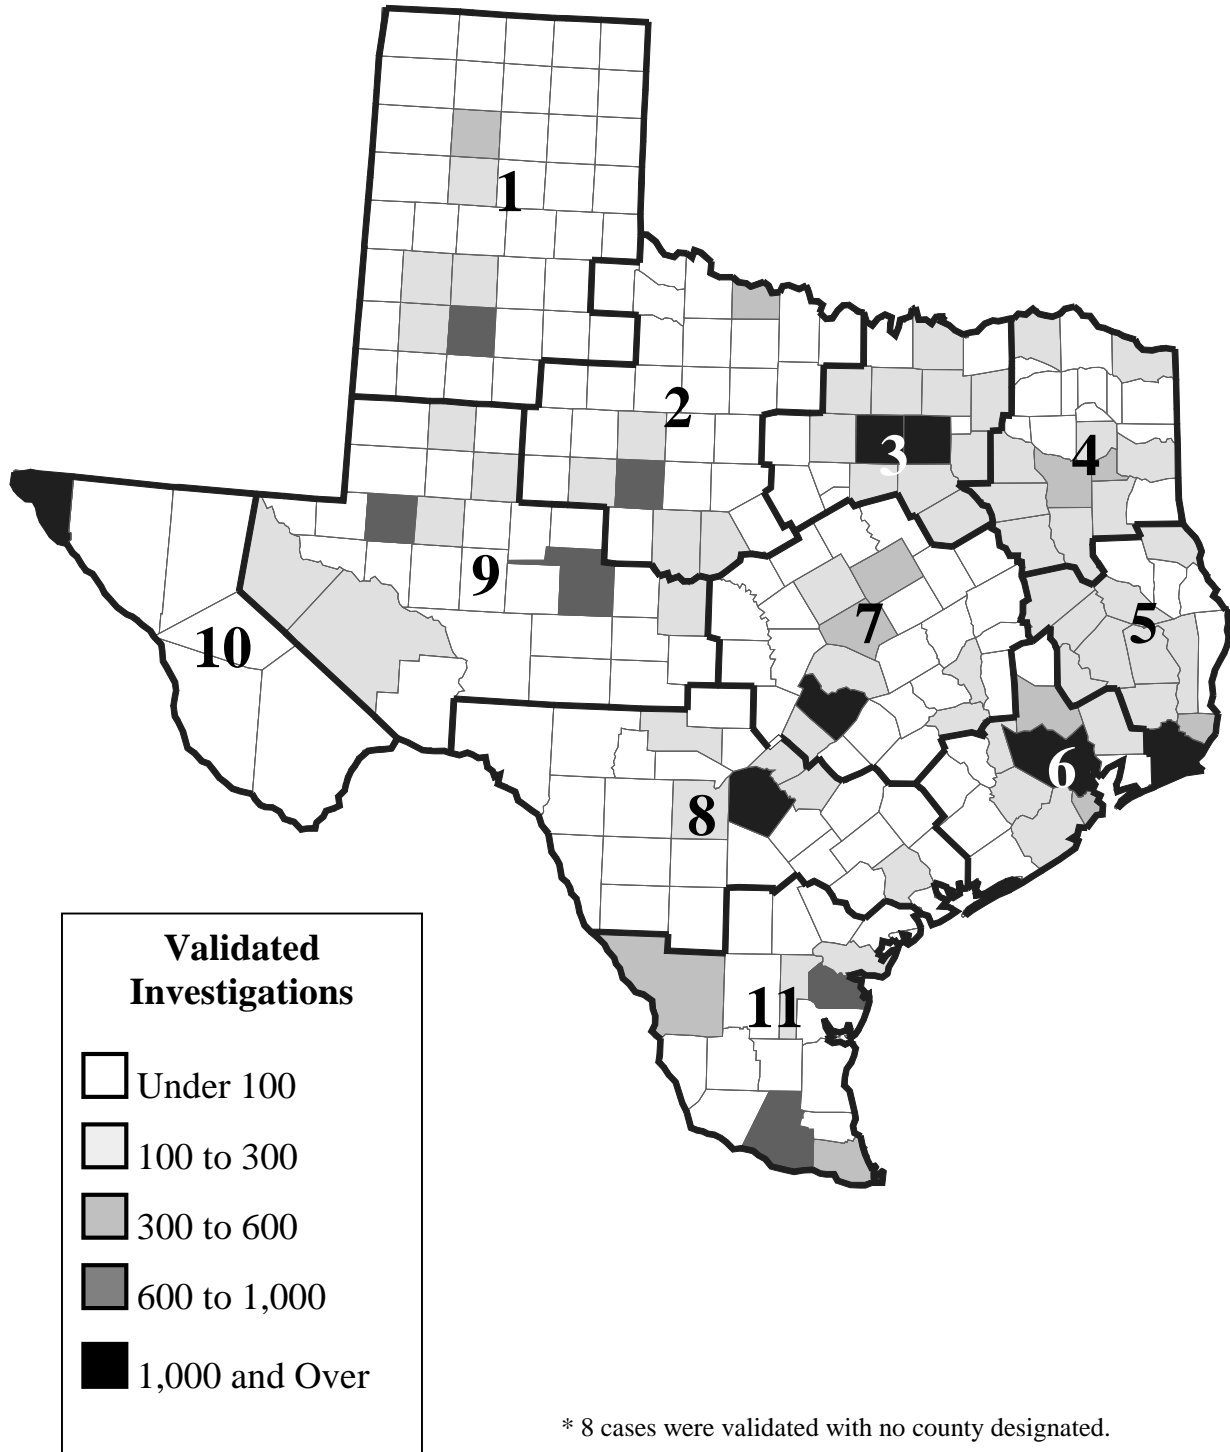 1
2
3
4
9
7
5
10
6
8
11
Validated
Investigations
Under 100
100 to 300
300 to 600
600 to 1,000
1,000 and Over
* 8 cases were validated with no county designated.